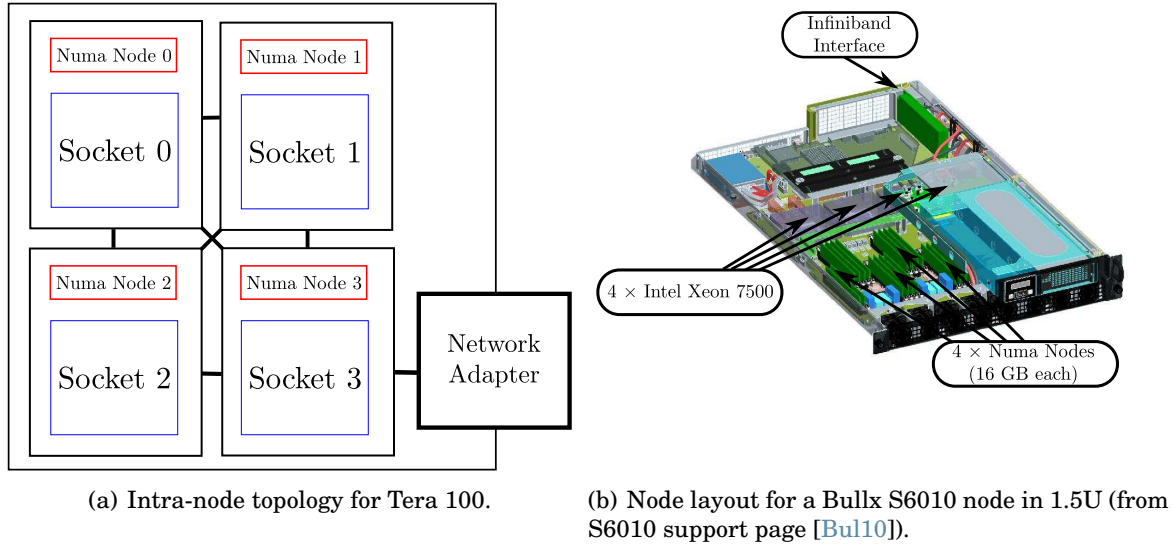 Numa Node 0
Socket 0
Numa Node 1
Socket 1
Numa Node 2
Socket 2
Numa Node 3
Socket 3
Network
Adapter
(a) Intra-node topology for Tera 100.
Infiniband
Interface
4 × Intel Xeon 7500
4 × Numa Nodes
(16 GB each)
(b) Node layout for a Bullx S6010 node in 1.5U (from
S6010 support page [Bul10]).